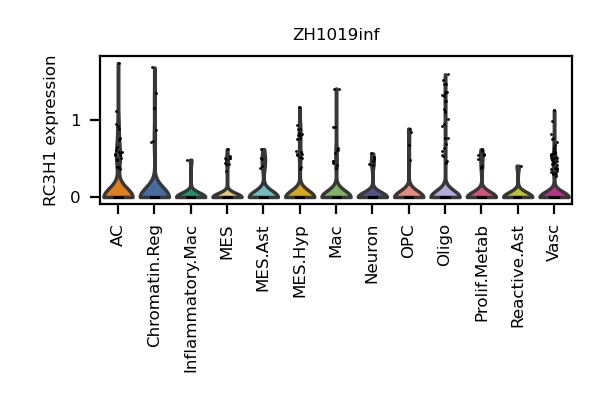 ZH1019inf
RC3H1 expression
1
0
AC
Chromatin.Reg
Inflammatory.Mac
MES
MES.Ast
MES.Hyp
Mac
Neuron
OPC
Oligo
Prolif.Metab
Reactive.Ast
Vasc